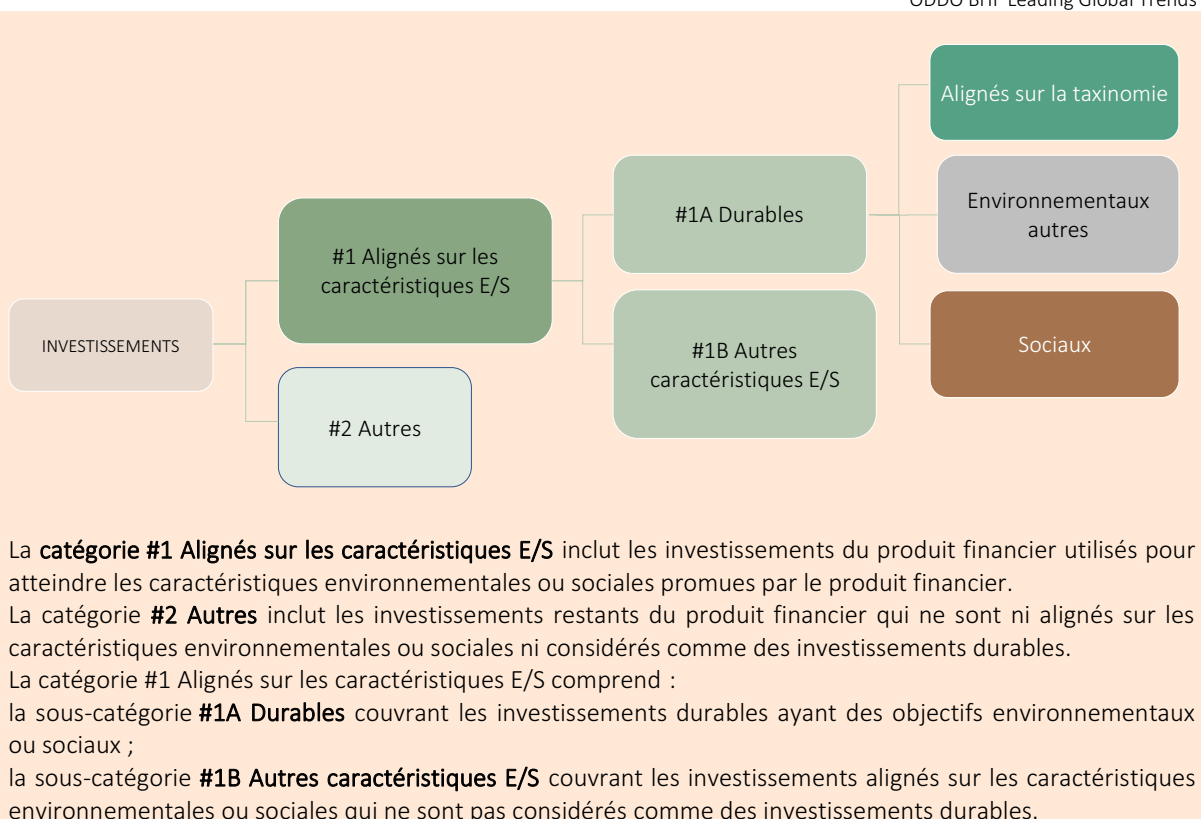 ODDO BHF Leading Global Trends
Alignés sur la taxinomie
#1A Durables
Environnementaux
autres
#1 Alignés sur les
caractéristiques E/S
INVESTISSEMENTS
#1B Autres
caractéristiques E/S
Sociaux
#2 Autres
La catégorie #1 Alignés sur les caractéristiques E/S inclut les investissements du produit financier utilisés pour
atteindre les caractéristiques environnementales ou sociales promues par le produit financier.
La catégorie #2 Autres inclut les investissements restants du produit financier qui ne sont ni alignés sur les
caractéristiques environnementales ou sociales ni considérés comme des investissements durables.
La catégorie #1 Alignés sur les caractéristiques E/S comprend :
la sous-catégorie #1A Durables couvrant les investissements durables ayant des objectifs environnementaux
ou sociaux ;
la sous-catégorie #1B Autres caractéristiques E/S couvrant les investissements alignés sur les caractéristiques
environnementales ou sociales qui ne sont pas considérés comme des investissements durables.